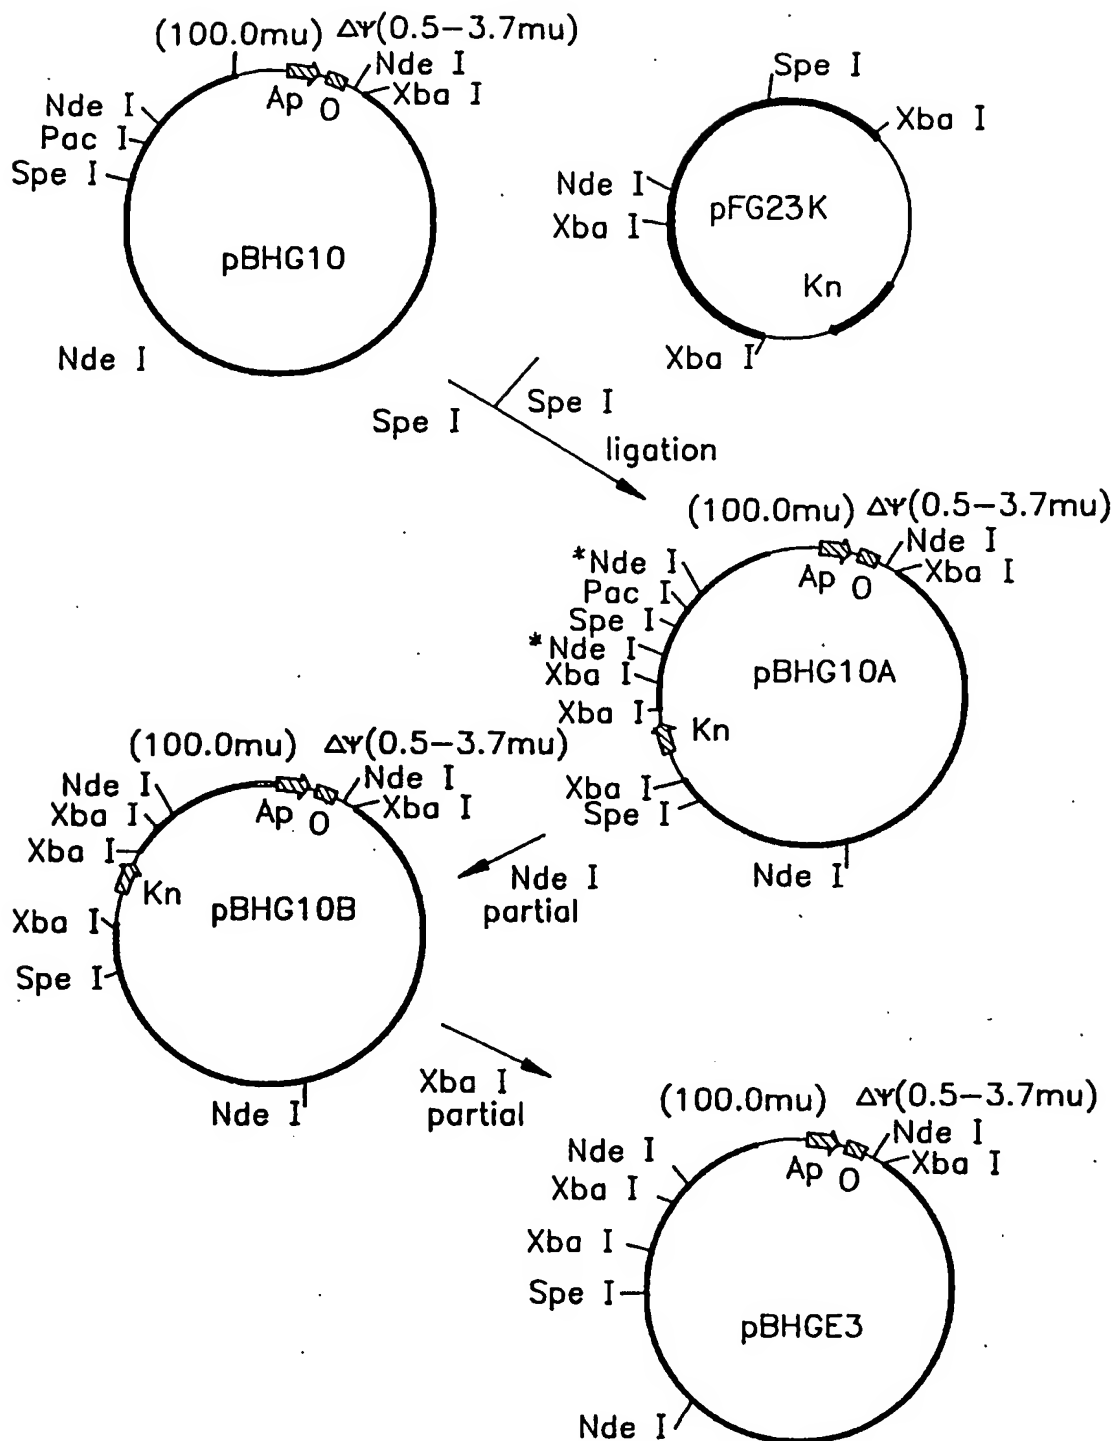 (100.0mu) ΔΨ(0.5−3.7mu)
Nde I
Xba I
Ap O
Nde I
Pac I
Spe I
pBHG10
Nde I
Spe I
Xba I
Nde I
Xba I
pFG23K
Kn
Xba I
Spe I
Spe I
ligation
(100.0mu) ΔΨ(0.5−3.7mu)
Nde I
Xba I
Ap O
*Nde I
Pac I
Spe I
*Nde I
Xba I
Xba I
Kn
pBHG10A
Xba I
Spe I
Nde I
(100.0mu) ΔΨ(0.5−3.7mu)
Nde I
Xba I
Ap O
Nde I
Xba I
Xba I
Kn
pBHG10B
Xba I
Spe I
Nde I
Nde I
partial
Xba I
partial
(100.0mu) ΔΨ(0.5−3.7mu)
Nde I
Xba I
Ap O
Nde I
Xba I
Xba I
Spe I
pBHGE3
Nde I